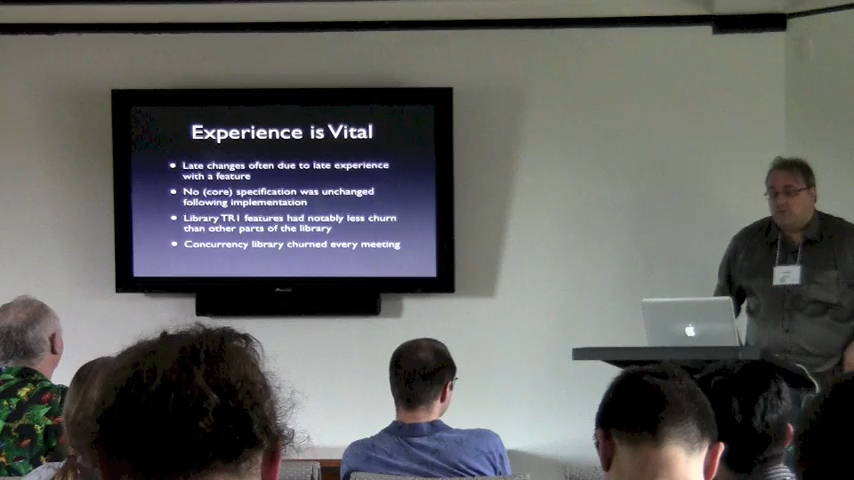 Experience is Vital
• Late changes often due to late experience
with a feature
• No (core) specification was unchanged
following implementation
• Library TR1 features had notably less churn
than other parts of the library
• Concurrency library churned every meeting